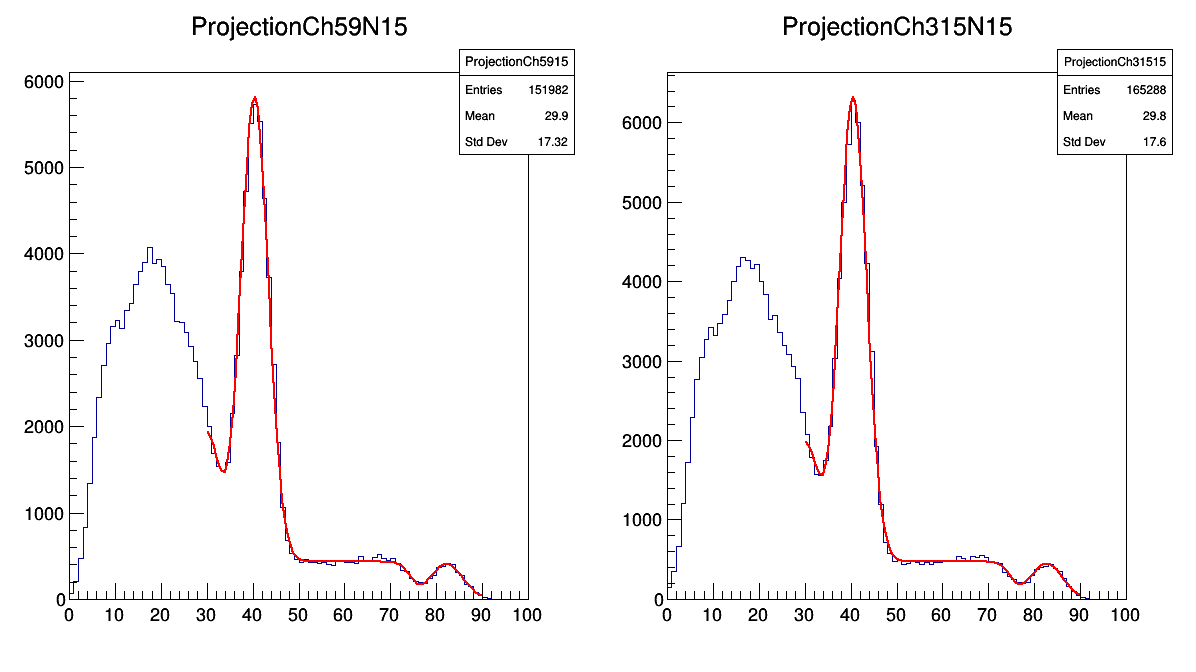 ProjectionCh59N15
ProjectionCh5915
Entries 151982
Mean 29.9
Std Dev 17.32
6000
5000
4000
3000
2000
1000
0
0 10 20 30 40 50 60 70 80 90 100
ProjectionCh315N15
ProjectionCh31515
Entries 165288
Mean 29.8
Std Dev 17.6
6000
5000
4000
3000
2000
1000
0
0 10 20 30 40 50 60 70 80 90 100